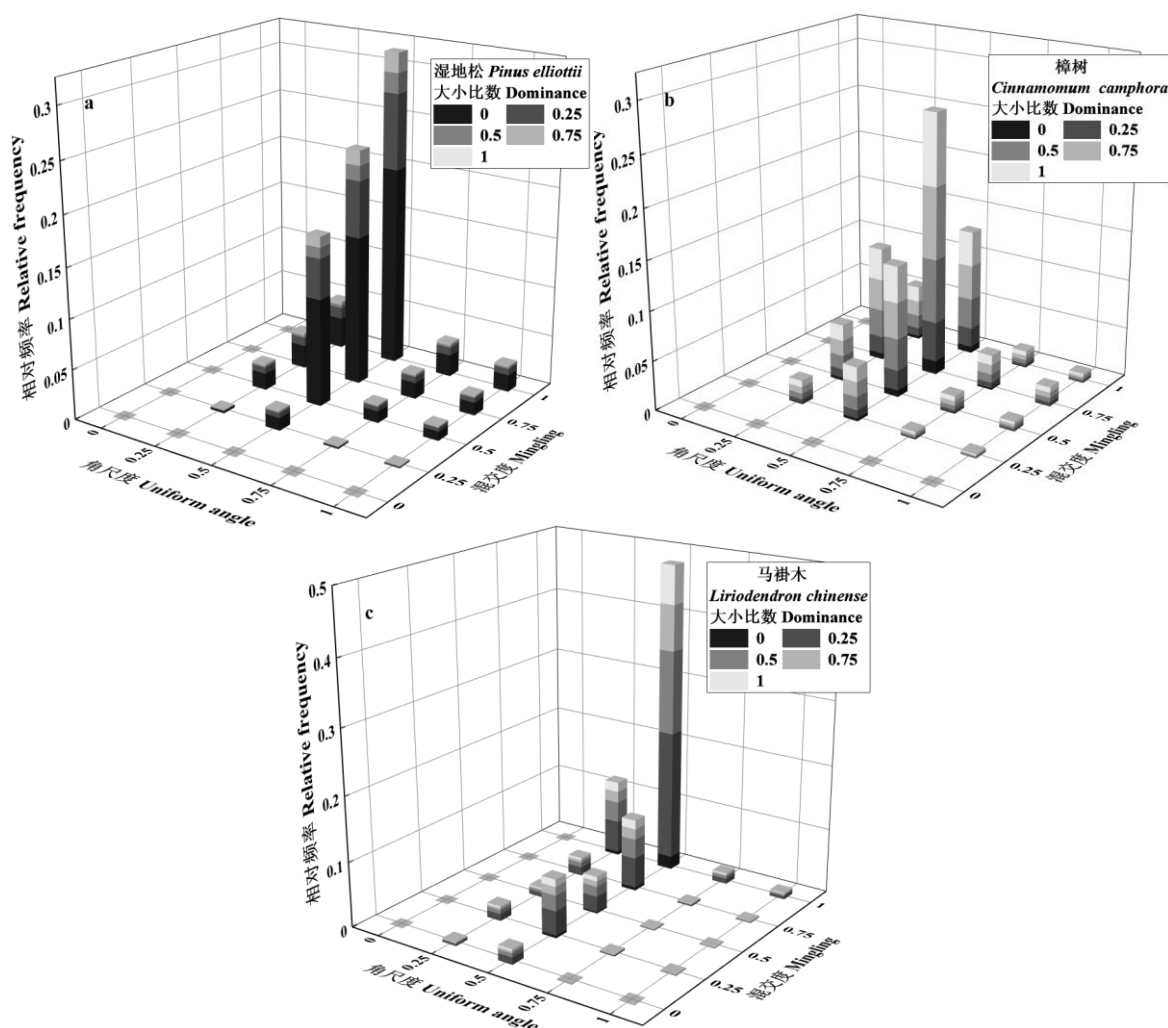 a
湿地松 Pinus elliottii
大小比数 Dominance
0 0.25
0.5 0.75
1
相对频率 Relative frequency
0.3
0.25
0.2
0.15
0.1
0.05
0
角尺度 Uniform angle
0
0.25
0.5
0.75
1
混交度 Mingling
0
0.25
0.5
0.75
1
b
樟树
Cinnamomum camphora
大小比数 Dominance
0 0.25
0.5 0.75
1
相对频率 Relative frequency
0.3
0.25
0.2
0.15
0.1
0.05
0
角尺度 Uniform angle
0
0.25
0.5
0.75
1
混交度 Mingling
0
0.25
0.5
0.75
1
c
马褂木
Liriodendron chinense
大小比数 Dominance
0 0.25
0.5 0.75
1
相对频率 Relative frequency
0.5
0.4
0.3
0.2
0.1
0
角尺度 Uniform angle
0
0.25
0.5
0.75
1
混交度 Mingling
0
0.25
0.5
0.75
1